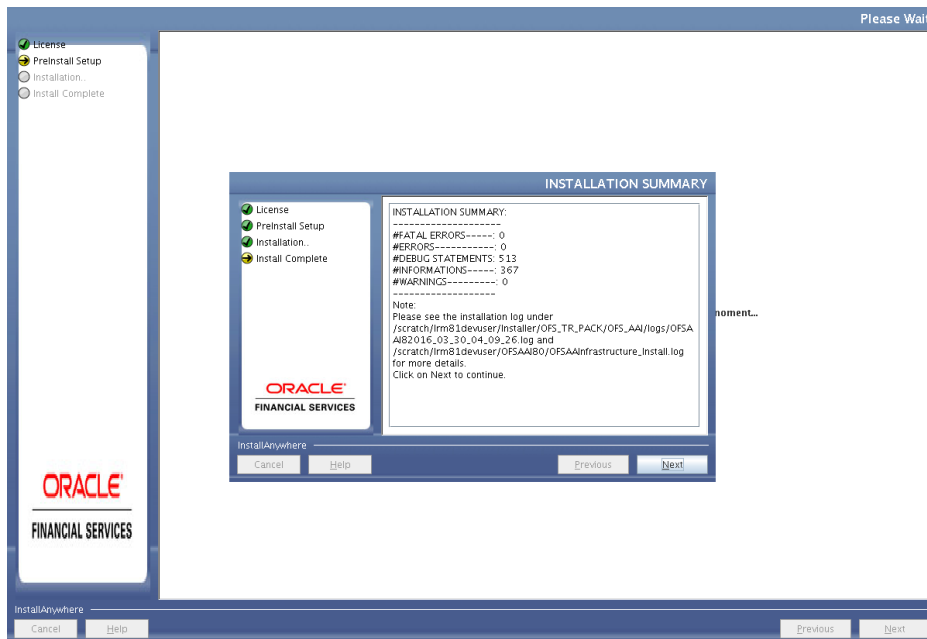 Please Wai
License
PreInstall Setup
Installation..
Install Complete
INSTALLATION SUMMARY
License
PreInstall Setup
Installation..
Install Complete
INSTALLATION SUMMARY:
--------------------
#FATAL ERRORS-----: 0
#ERRORS-----------: 0
#DEBUG STATEMENTS: 513
#INFORMATIONS-----: 367
#WARNINGS---------: 0
-------------------
Note:
Please see the installation log under
/scratch/lrm81devuser/Installer/OFS_TR_PACK/OFS_AAI/logs/OFSA
AI82016_03_30_04_09_26.log and
/scratch/lrm81devuser/OFSAAI80/OFSAAInfrastructure_Install.log
for more details.
Click on Next to continue.
noment...
ORACLE
FINANCIAL SERVICES
InstallAnywhere
Cancel Help Previous Next
ORACLE
FINANCIAL SERVICES
InstallAnywhere
Cancel Help Previous Next